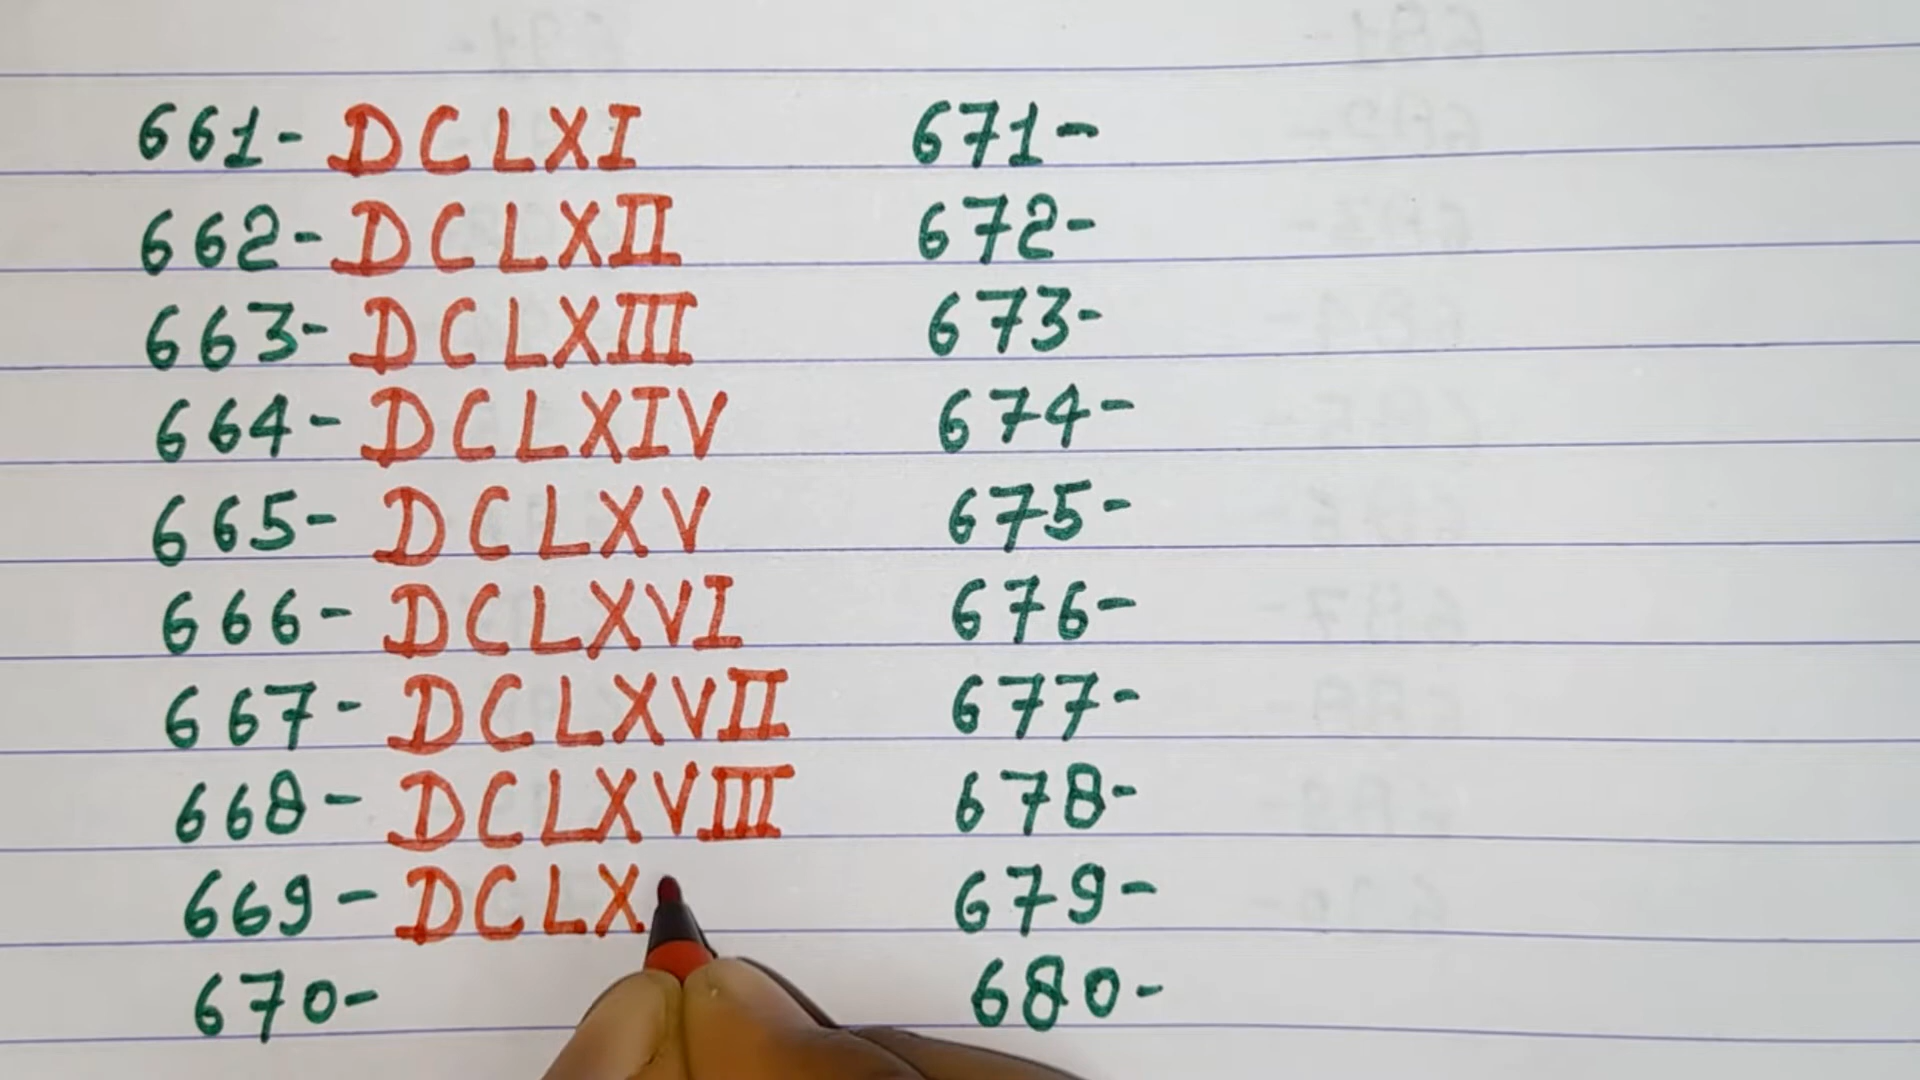 661- DCLXI
662- DCLXII
663- DCLXIII
664- DCLXIV
665- DCLXV
666- DCLXVI
667- DCLXVII
668- DCLXVIII
669- DCLX
670-
671-
672-
673-
674-
675-
676-
677-
678-
679-
680-